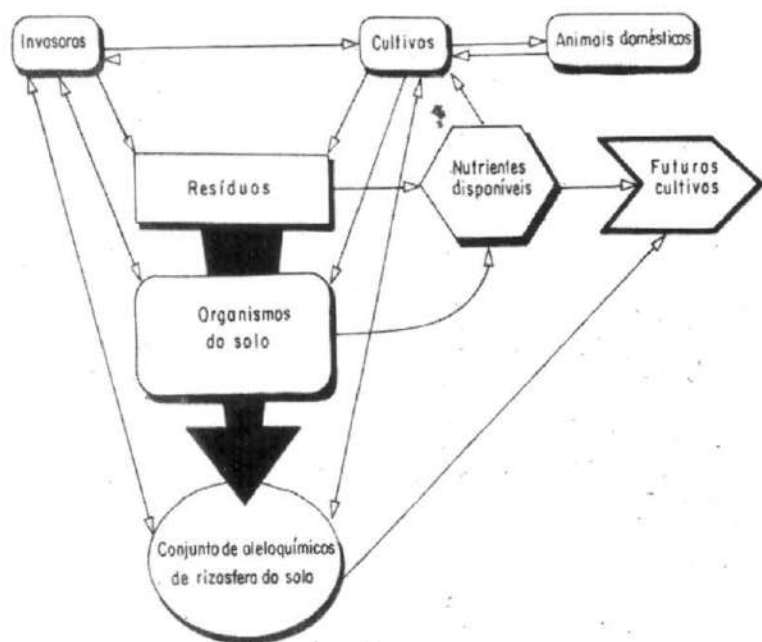 Invasoras
Cultivos
Animais domésticos
Resíduos
Nutrientes
disponíveis
Futuros
cultivos
Organismos
do solo
Conjunto de aleloquímicos
de rizosfera do solo